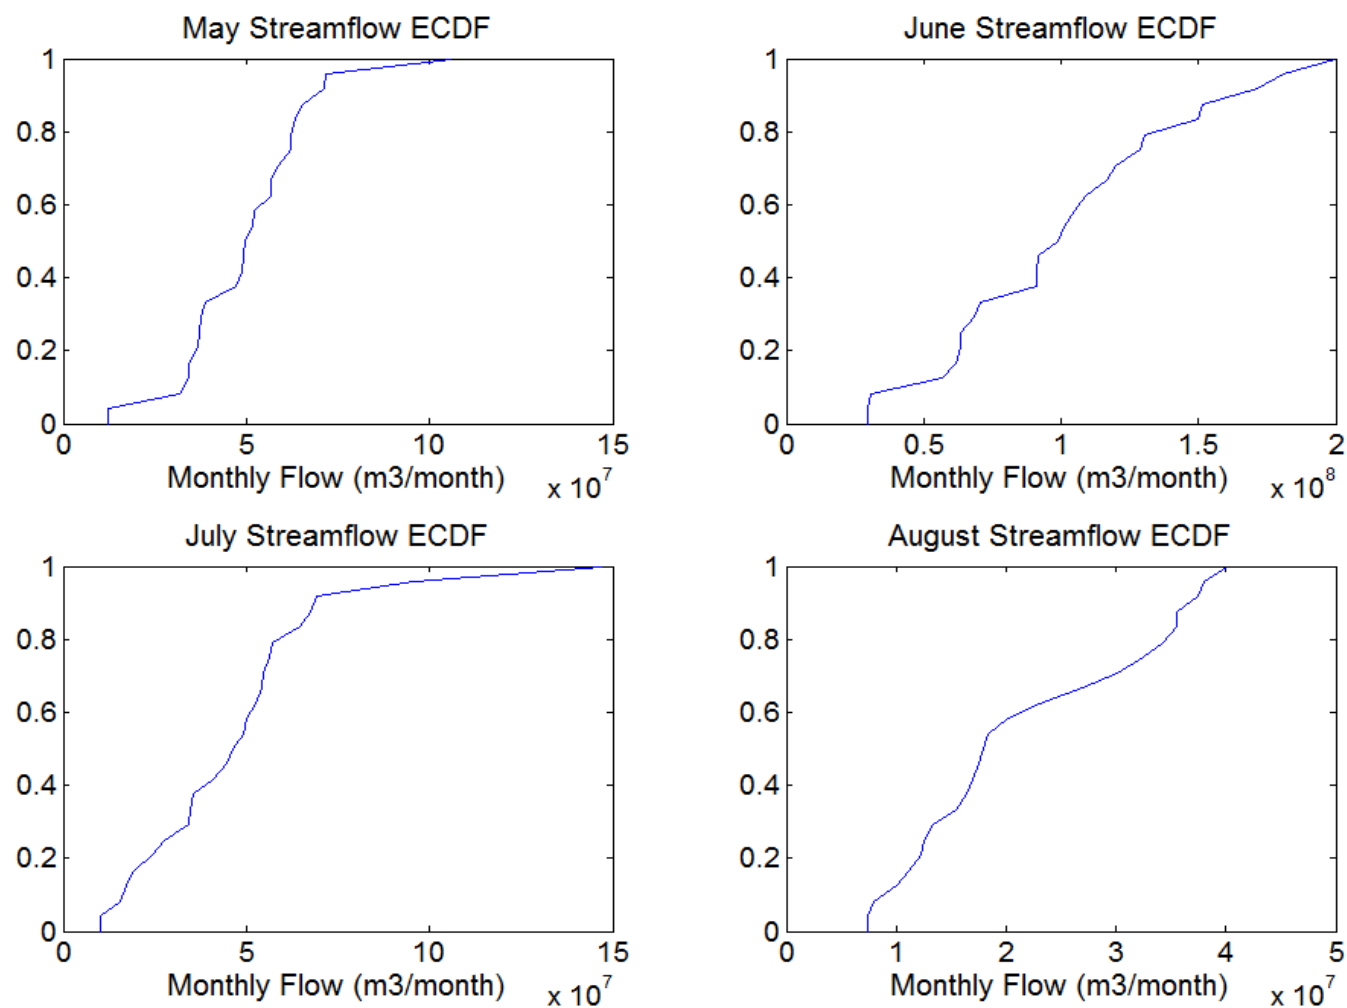 May Streamflow ECDF
1
0.8
0.6
0.4
0.2
0
0 5 10 15
Monthly Flow (m3/month)
x 10^7
June Streamflow ECDF
1
0.8
0.6
0.4
0.2
0
0 0.5 1 1.5 2
Monthly Flow (m3/month)
x 10^8
July Streamflow ECDF
1
0.8
0.6
0.4
0.2
0
0 5 10 15
Monthly Flow (m3/month)
x 10^7
August Streamflow ECDF
1
0.8
0.6
0.4
0.2
0
0 1 2 3 4 5
Monthly Flow (m3/month)
x 10^7